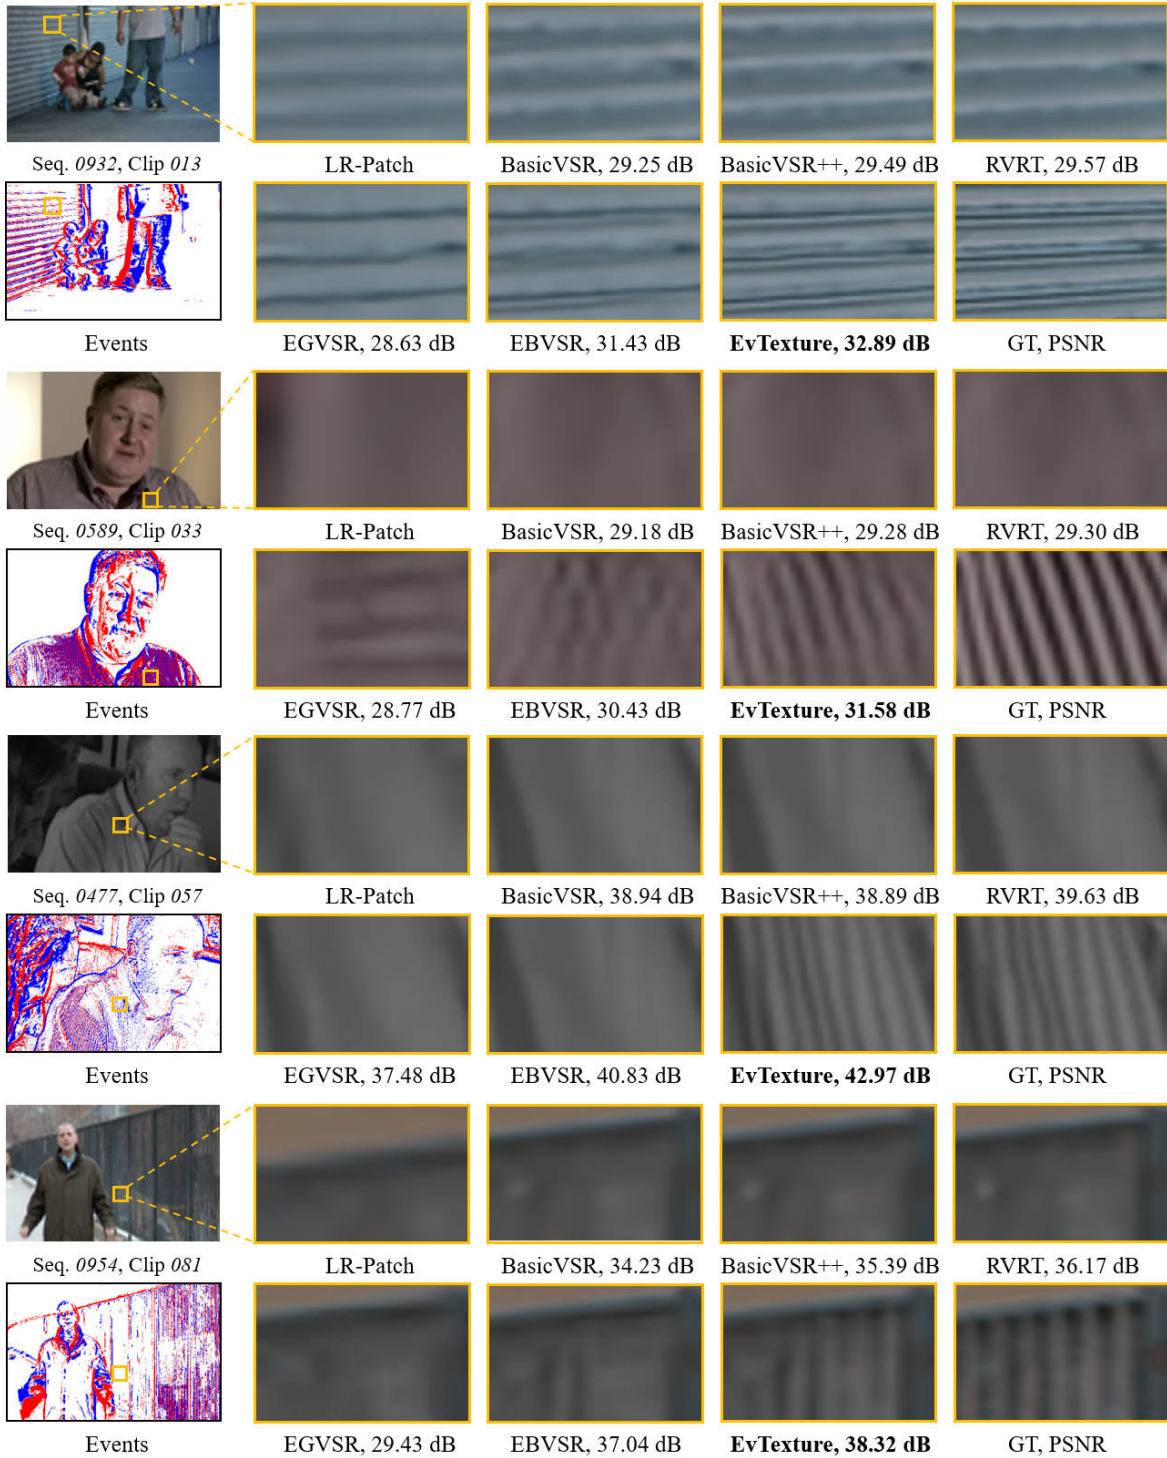 Seq. 0932, Clip 013 LR-Patch BasicVSR, 29.25 dB BasicVSR++, 29.49 dB RVRT, 29.57 dB
Events EGVSR, 28.63 dB EBVSR, 31.43 dB EvTexture, 32.89 dB GT, PSNR
Seq. 0589, Clip 033 LR-Patch BasicVSR, 29.18 dB BasicVSR++, 29.28 dB RVRT, 29.30 dB
Events EGVSR, 28.77 dB EBVSR, 30.43 dB EvTexture, 31.58 dB GT, PSNR
Seq. 0477, Clip 057 LR-Patch BasicVSR, 38.94 dB BasicVSR++, 38.89 dB RVRT, 39.63 dB
Events EGVSR, 37.48 dB EBVSR, 40.83 dB EvTexture, 42.97 dB GT, PSNR
Seq. 0954, Clip 081 LR-Patch BasicVSR, 34.23 dB BasicVSR++, 35.39 dB RVRT, 36.17 dB
Events EGVSR, 29.43 dB EBVSR, 37.04 dB EvTexture, 38.32 dB GT, PSNR